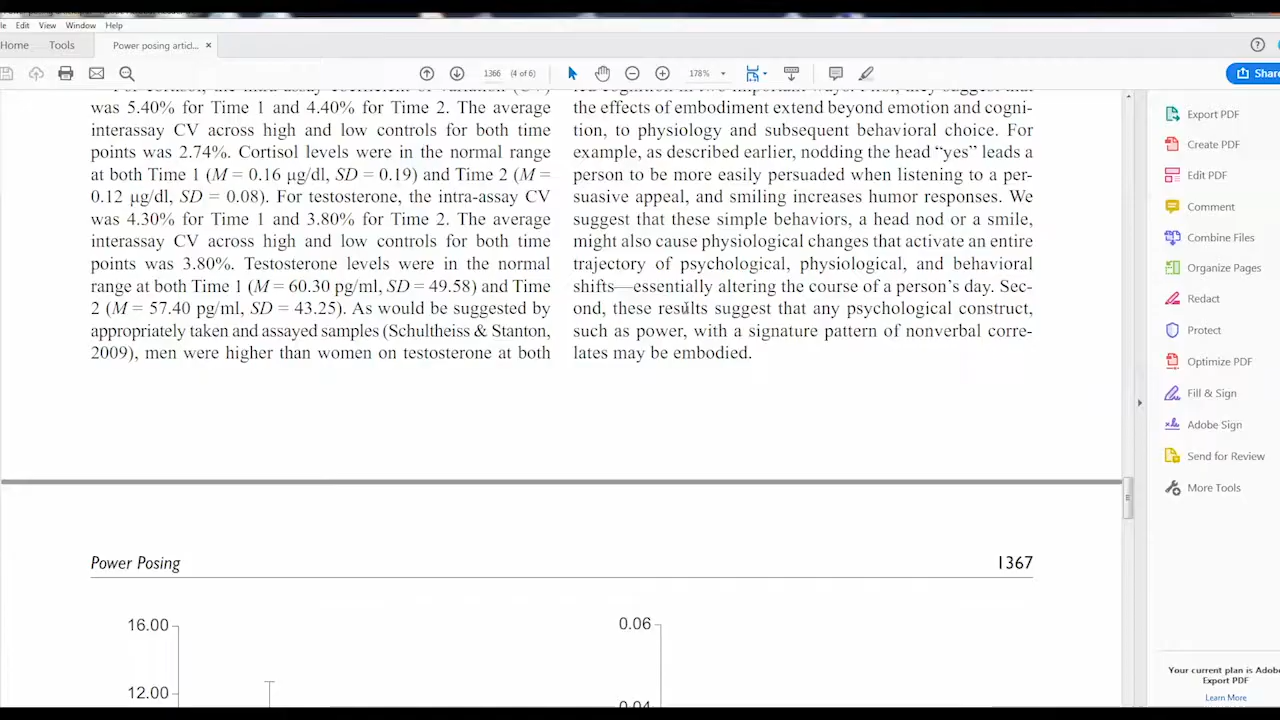 Edit View Window Help
Home Tools Power posing articl... ×
1366 (4 of 6) 178%
Share
was 5.40% for Time 1 and 4.40% for Time 2. The average
interassay CV across high and low controls for both time
points was 2.74%. Cortisol levels were in the normal range
at both Time 1 (M = 0.16 μg/dl, SD = 0.19) and Time 2 (M =
0.12 μg/dl, SD = 0.08). For testosterone, the intra-assay CV
was 4.30% for Time 1 and 3.80% for Time 2. The average
interassay CV across high and low controls for both time
points was 3.80%. Testosterone levels were in the normal
range at both Time 1 (M = 60.30 pg/ml, SD = 49.58) and Time
2 (M = 57.40 pg/ml, SD = 43.25). As would be suggested by
appropriately taken and assayed samples (Schultheiss & Stanton,
2009), men were higher than women on testosterone at both
the effects of embodiment extend beyond emotion and cogni-
tion, to physiology and subsequent behavioral choice. For
example, as described earlier, nodding the head “yes” leads a
person to be more easily persuaded when listening to a per-
suasive appeal, and smiling increases humor responses. We
suggest that these simple behaviors, a head nod or a smile,
might also cause physiological changes that activate an entire
trajectory of psychological, physiological, and behavioral
shifts—essentially altering the course of a person’s day. Sec-
ond, these results suggest that any psychological construct,
such as power, with a signature pattern of nonverbal corre-
lates may be embodied.
Power Posing 1367
16.00
12.00
0.06
0.04
Export PDF
Create PDF
Edit PDF
Comment
Combine Files
Organize Pages
Redact
Protect
Optimize PDF
Fill & Sign
Adobe Sign
Send for Review
More Tools
Your current plan is Adobe
Export PDF
Learn More